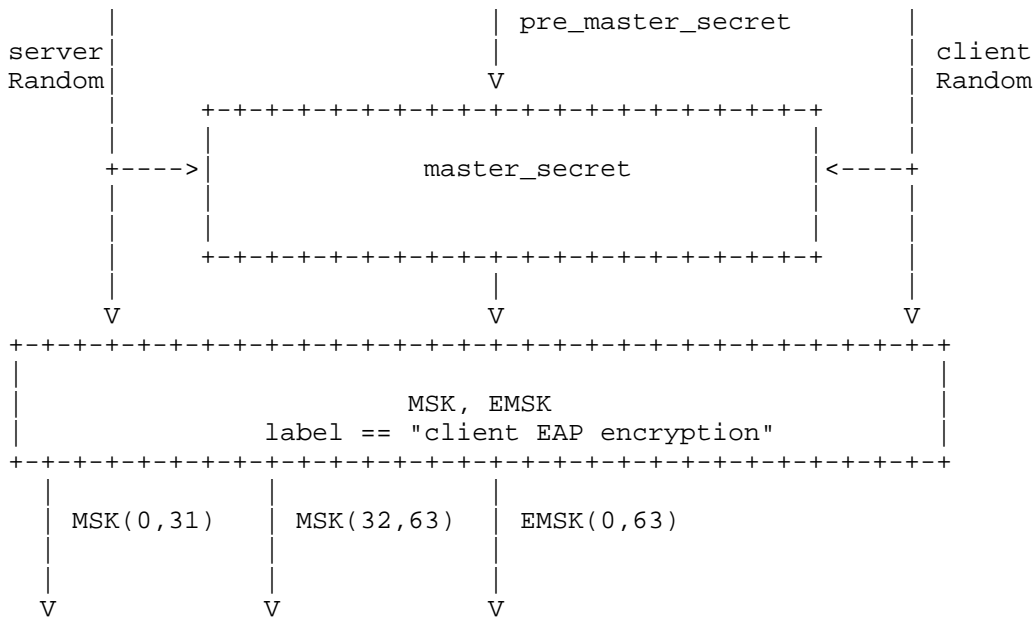 pre_master_secret
server client
Random Random
master_secret
MSK, EMSK
label == "client EAP encryption"
MSK(0,31) MSK(32,63) EMSK(0,63)